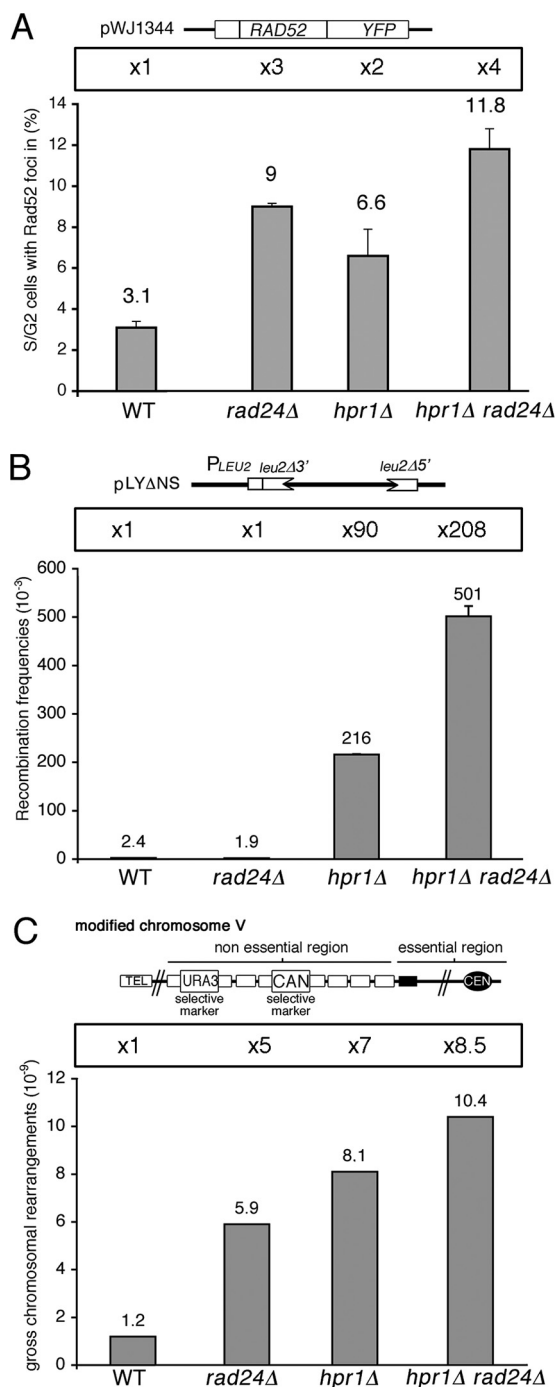 A
pWJ1344
RAD52 YFP
x1 x3 x2 x4
S/G2 cells with Rad52 foci in (%)
14
12
10
8
6
4
2
0
3.1
9
6.6
11.8
WT rad24Δ hpr1Δ hpr1Δ rad24Δ
B
PLEU2 leu2Δ3’ leu2Δ5’
pLYΔNS
x1 x1 x90 x208
Recombination frequencies (10-3)
600
500
400
300
200
100
0
2.4
1.9
216
501
WT rad24Δ hpr1Δ hpr1Δ rad24Δ
C
modified chromosome V
non essential region essential region
TEL URA3 CAN CEN
selective marker selective marker
x1 x5 x7 x8.5
gross chromosomal rearrangements (10-9)
12
10
8
6
4
2
0
1.2
5.9
8.1
10.4
WT rad24Δ hpr1Δ hpr1Δ rad24Δ